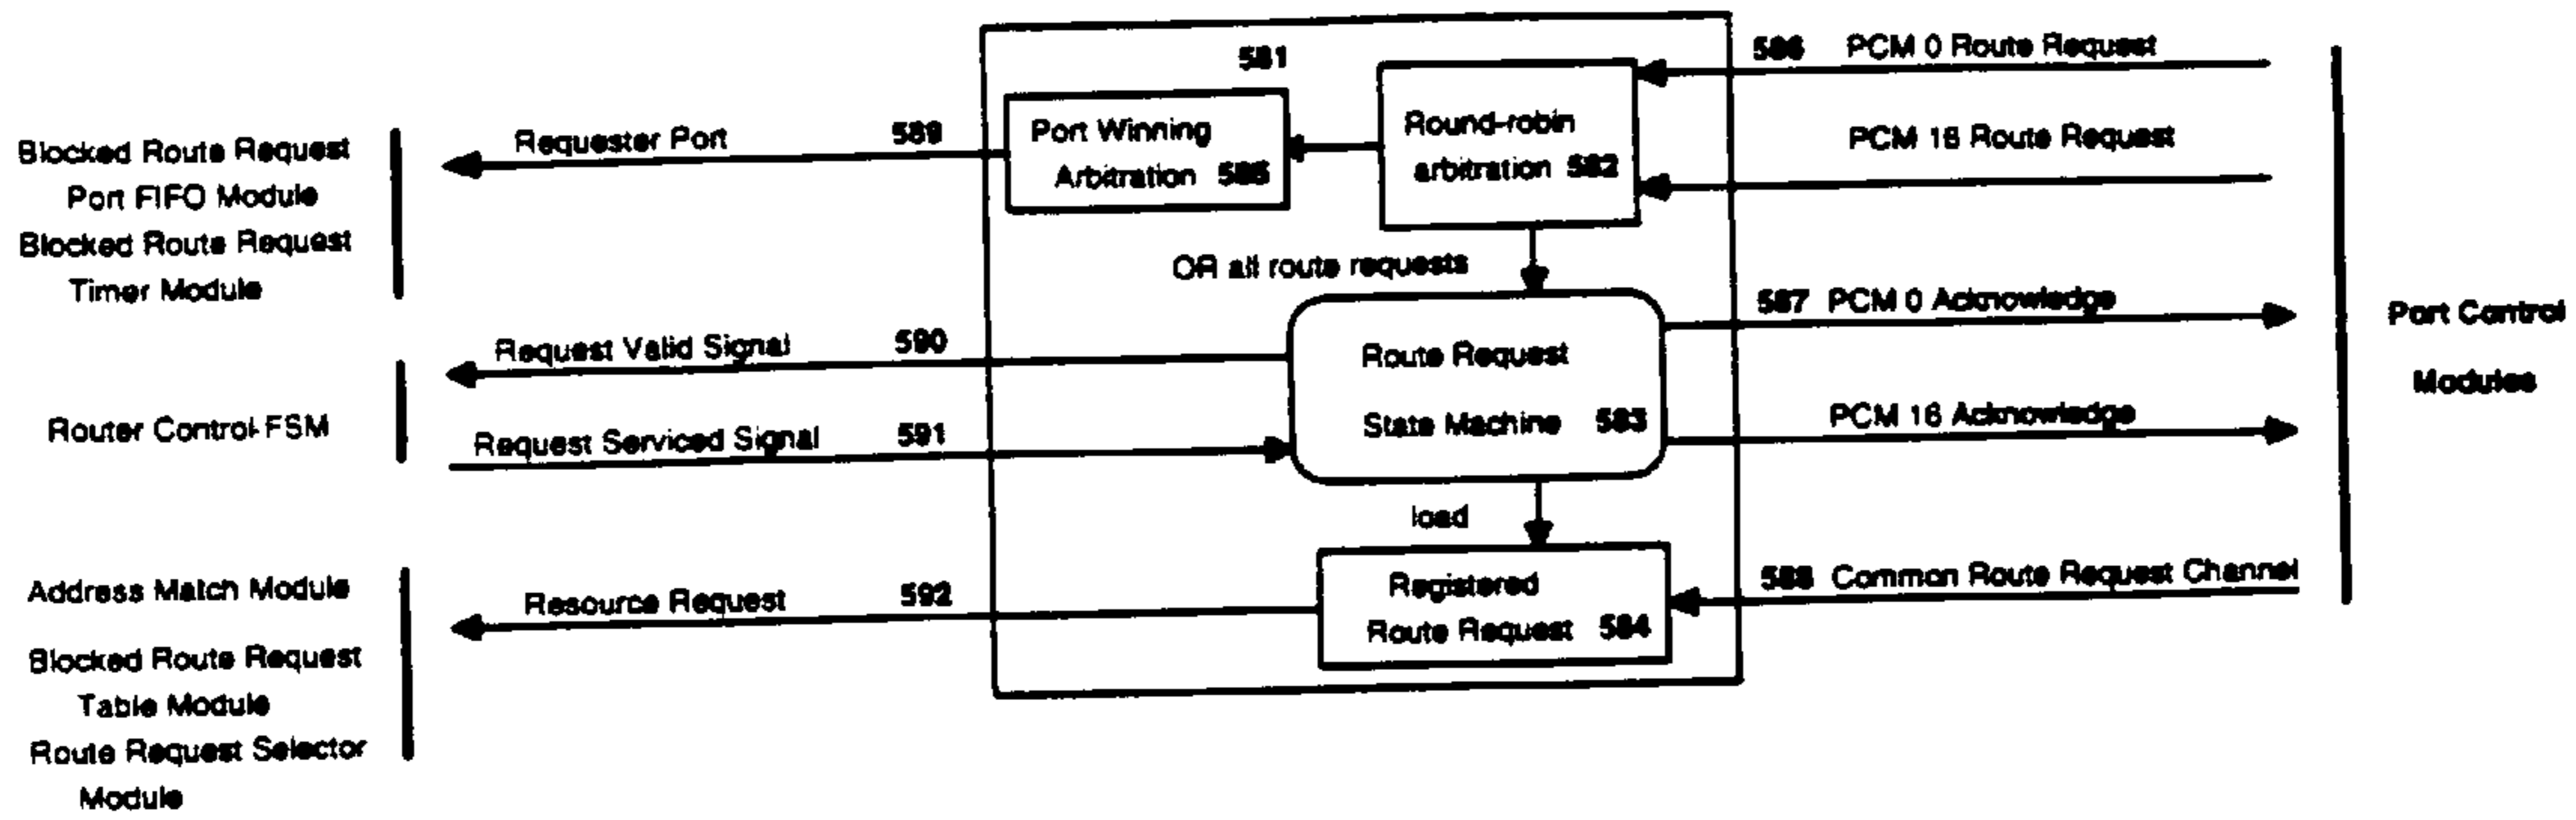 581
586 PCM 0 Route Request
PCM 16 Route Request
Round-robin
arbitration 582
Port Winning
Arbitration 585
Requester Port 589
Blocked Route Request
Port FIFO Module
Blocked Route Request
Timer Module
OR all route requests
587 PCM 0 Acknowledge
PCM 16 Acknowledge
Port Control
Modules
Route Request
State Machine 583
Request Valid Signal 590
Router Control FSM
Request Serviced Signal 591
load
Registered
Route Request 584
588 Common Route Request Channel
Resource Request 592
Address Match Module
Blocked Route Request
Table Module
Route Request Selector
Module